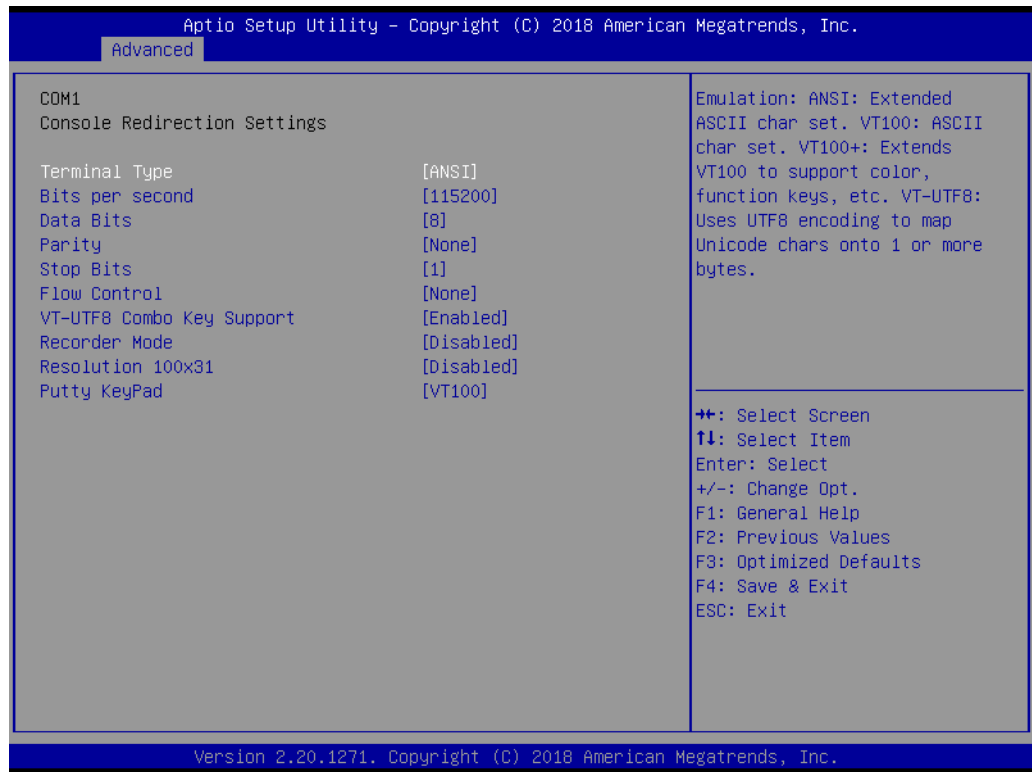 Aptio Setup Utility – Copyright (C) 2018 American Megatrends, Inc.
Advanced
COM1
Console Redirection Settings
Terminal Type [ANSI]
Bits per second [115200]
Data Bits [8]
Parity [None]
Stop Bits [1]
Flow Control [None]
VT-UTF8 Combo Key Support [Enabled]
Recorder Mode [Disabled]
Resolution 100x31 [Disabled]
Putty KeyPad [VT100]
Emulation: ANSI: Extended
ASCII char set. VT100: ASCII
char set. VT100+: Extends
VT100 to support color,
function keys, etc. VT-UTF8:
Uses UTF8 encoding to map
Unicode chars onto 1 or more
bytes.
→←: Select Screen
↑↓: Select Item
Enter: Select
+/-: Change Opt.
F1: General Help
F2: Previous Values
F3: Optimized Defaults
F4: Save & Exit
ESC: Exit
Version 2.20.1271. Copyright (C) 2018 American Megatrends, Inc.